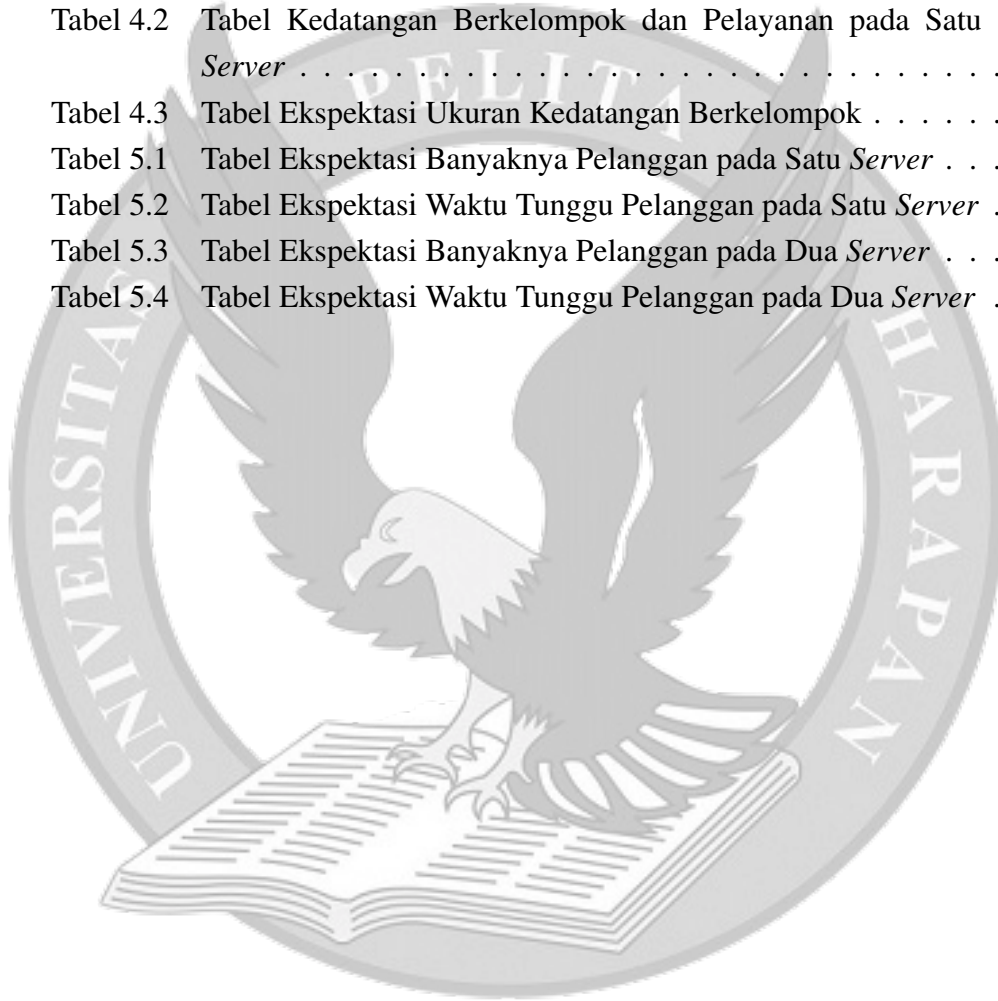 Tabel 4.2 Tabel Kedatangan Berkelompok dan Pelayanan pada Satu
Server . . . . . . . . . . . . . . . . . . . . . . . . . . . . . . .
Tabel 4.3 Tabel Ekspektasi Ukuran Kedatangan Berkelompok . . . . . .
Tabel 5.1 Tabel Ekspektasi Banyaknya Pelanggan pada Satu Server . . .
Tabel 5.2 Tabel Ekspektasi Waktu Tunggu Pelanggan pada Satu Server .
Tabel 5.3 Tabel Ekspektasi Banyaknya Pelanggan pada Dua Server . . .
Tabel 5.4 Tabel Ekspektasi Waktu Tunggu Pelanggan pada Dua Server .
UNIVERSITAS PELITA HARAPAN